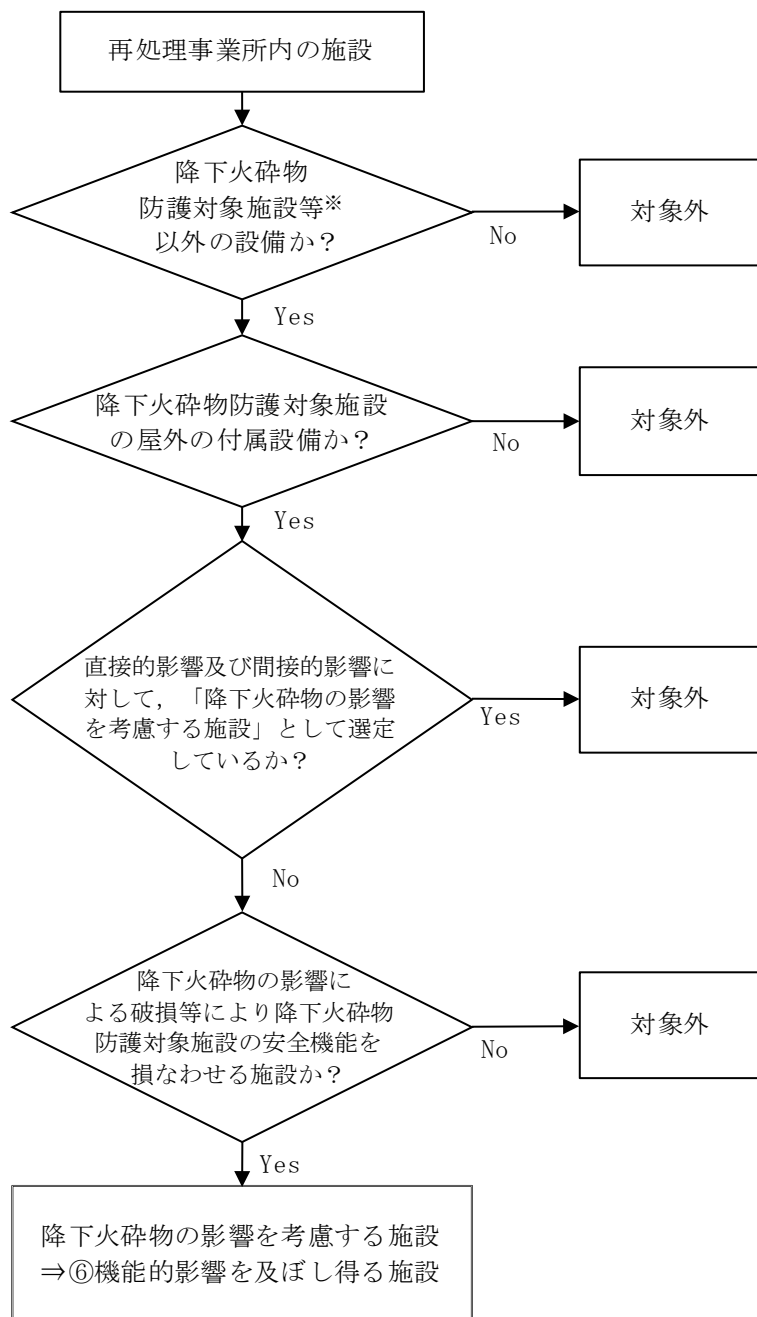 再処理事業所内の施設
降下火砕物
防護対象施設等※
以外の設備か？
No
対象外
Yes
降下火砕物防護対象施設
の屋外の付属設備か？
No
対象外
Yes
直接的影響及び間接的影響に
対して，「降下火砕物の影響
を考慮する施設」として選定
しているか？
Yes
対象外
No
降下火砕物の影響に
よる破損等により降下火砕物
防護対象施設の安全機能を
損なわせる施設か？
No
対象外
Yes
降下火砕物の影響を考慮する施設
⇒⑥機能的影響を及ぼし得る施設